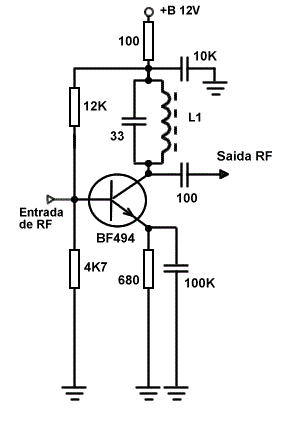 +B 12V
100
10K
12K
33
L1
Saida RF
100
Entrada
de RF
BF494
4K7
680
100K